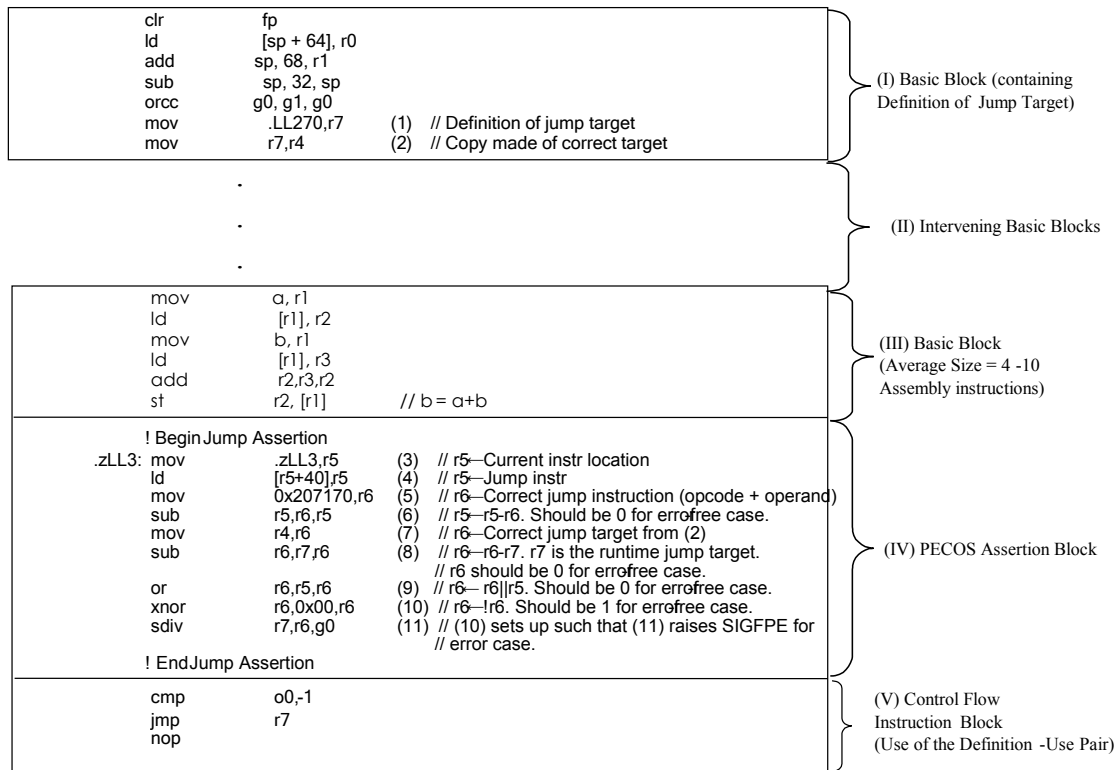 clr fp
ld [sp + 64], r0
add sp, 68, r1
sub sp, 32, sp
orcc g0, g1, g0
mov .LL270,r7 (1) // Definition of jump target
mov r7,r4 (2) // Copy made of correct target
(I) Basic Block (containing
Definition of Jump Target)
.
.
.
(II) Intervening Basic Blocks
mov a, r1
ld [r1], r2
mov b, r1
ld [r1], r3
add r2,r3,r2
st r2, [r1] // b = a+b
(III) Basic Block
(Average Size = 4 -10
Assembly instructions)
! Begin Jump Assertion
.zLL3: mov .zLL3,r5 (3) // r5←Current instr location
ld [r5+40],r5 (4) // r5←Jump instr
mov 0x207170,r6 (5) // r6←Correct jump instruction (opcode + operand)
sub r5,r6,r5 (6) // r5←r5-r6. Should be 0 for error-free case.
mov r4,r6 (7) // r6←Correct jump target from (2)
sub r6,r7,r6 (8) // r6←r6-r7. r7 is the runtime jump target.
// r6 should be 0 for error-free case.
or r6,r5,r6 (9) // r6← r6||r5. Should be 0 for error-free case.
xnor r6,0x00,r6 (10) // r6←!r6. Should be 1 for error-free case.
sdiv r7,r6,g0 (11) // (10) sets up such that (11) raises SIGFPE for
// error case.
! End Jump Assertion
(IV) PECOS Assertion Block
cmp o0,-1
jmp r7
nop
(V) Control Flow
Instruction Block
(Use of the Definition -Use Pair)